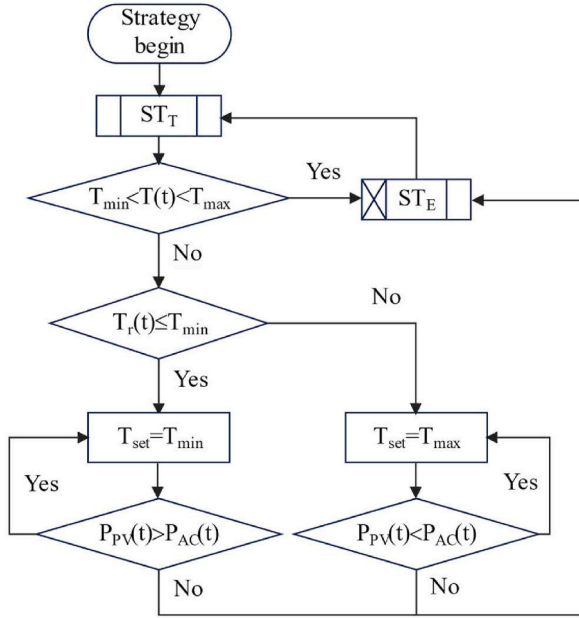 Strategy
begin
ST_T
T_min<T(t)<T_max
Yes
ST_E
No
No
T_r(t)≤T_min
Yes
T_set=T_min
T_set=T_max
Yes
Yes
P_PV(t)>P_AC(t)
P_PV(t)<P_AC(t)
No
No